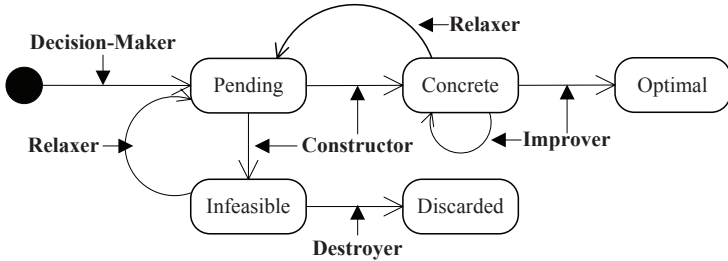 Decision-Maker
Relaxer
Pending
Concrete
Optimal
Relaxer
Constructor
Improver
Infeasible
Discarded
Destroyer